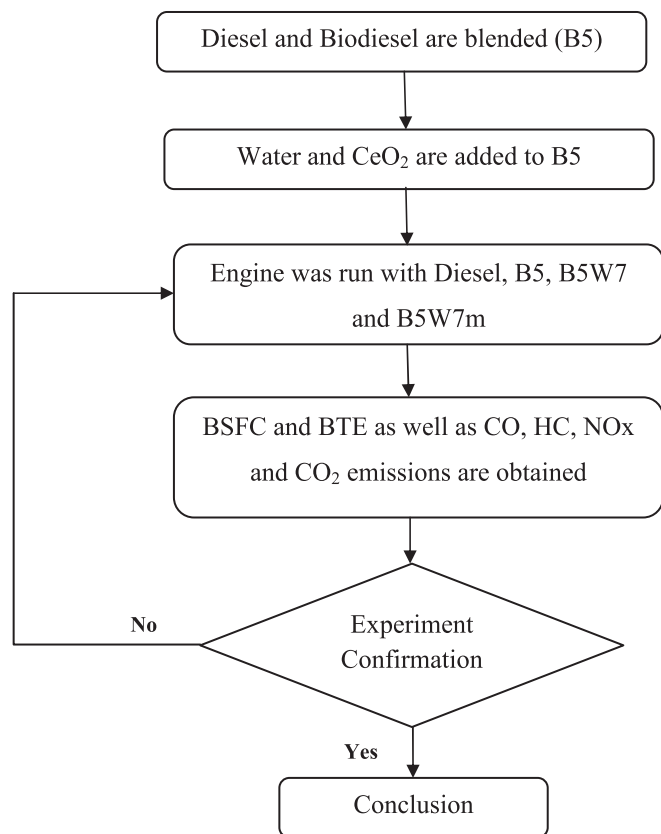 Diesel and Biodiesel are blended (B5)
Water and CeO₂ are added to B5
Engine was run with Diesel, B5, B5W7
and B5W7m
BSFC and BTE as well as CO, HC, NOx
and CO₂ emissions are obtained
Experiment
Confirmation
No
Yes
Conclusion